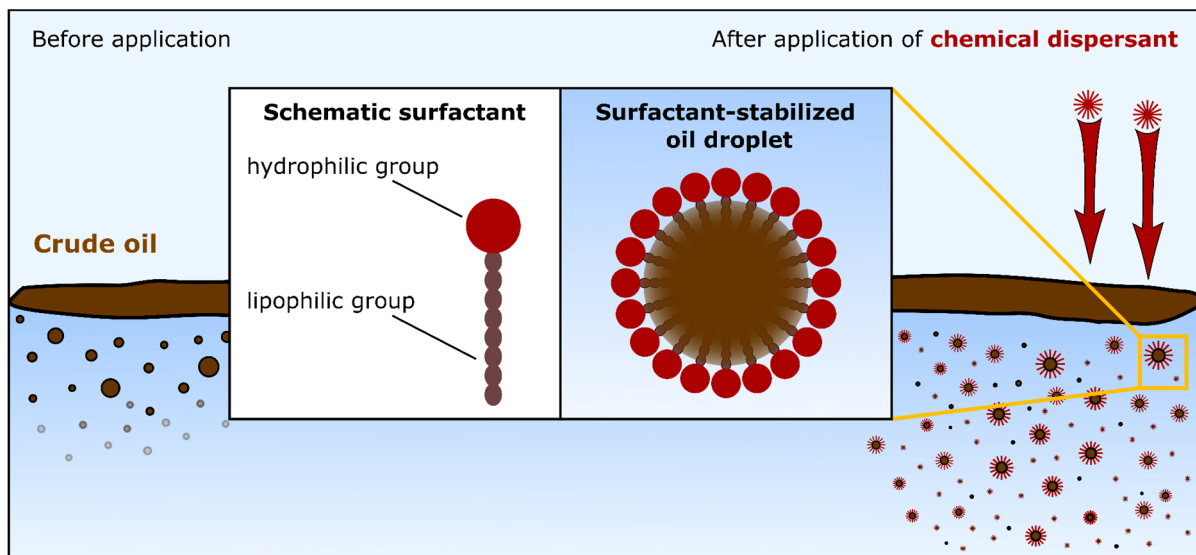 Before application
After application of chemical dispersant
Schematic surfactant
hydrophilic group
lipophilic group
Surfactant-stabilized
oil droplet
Crude oil